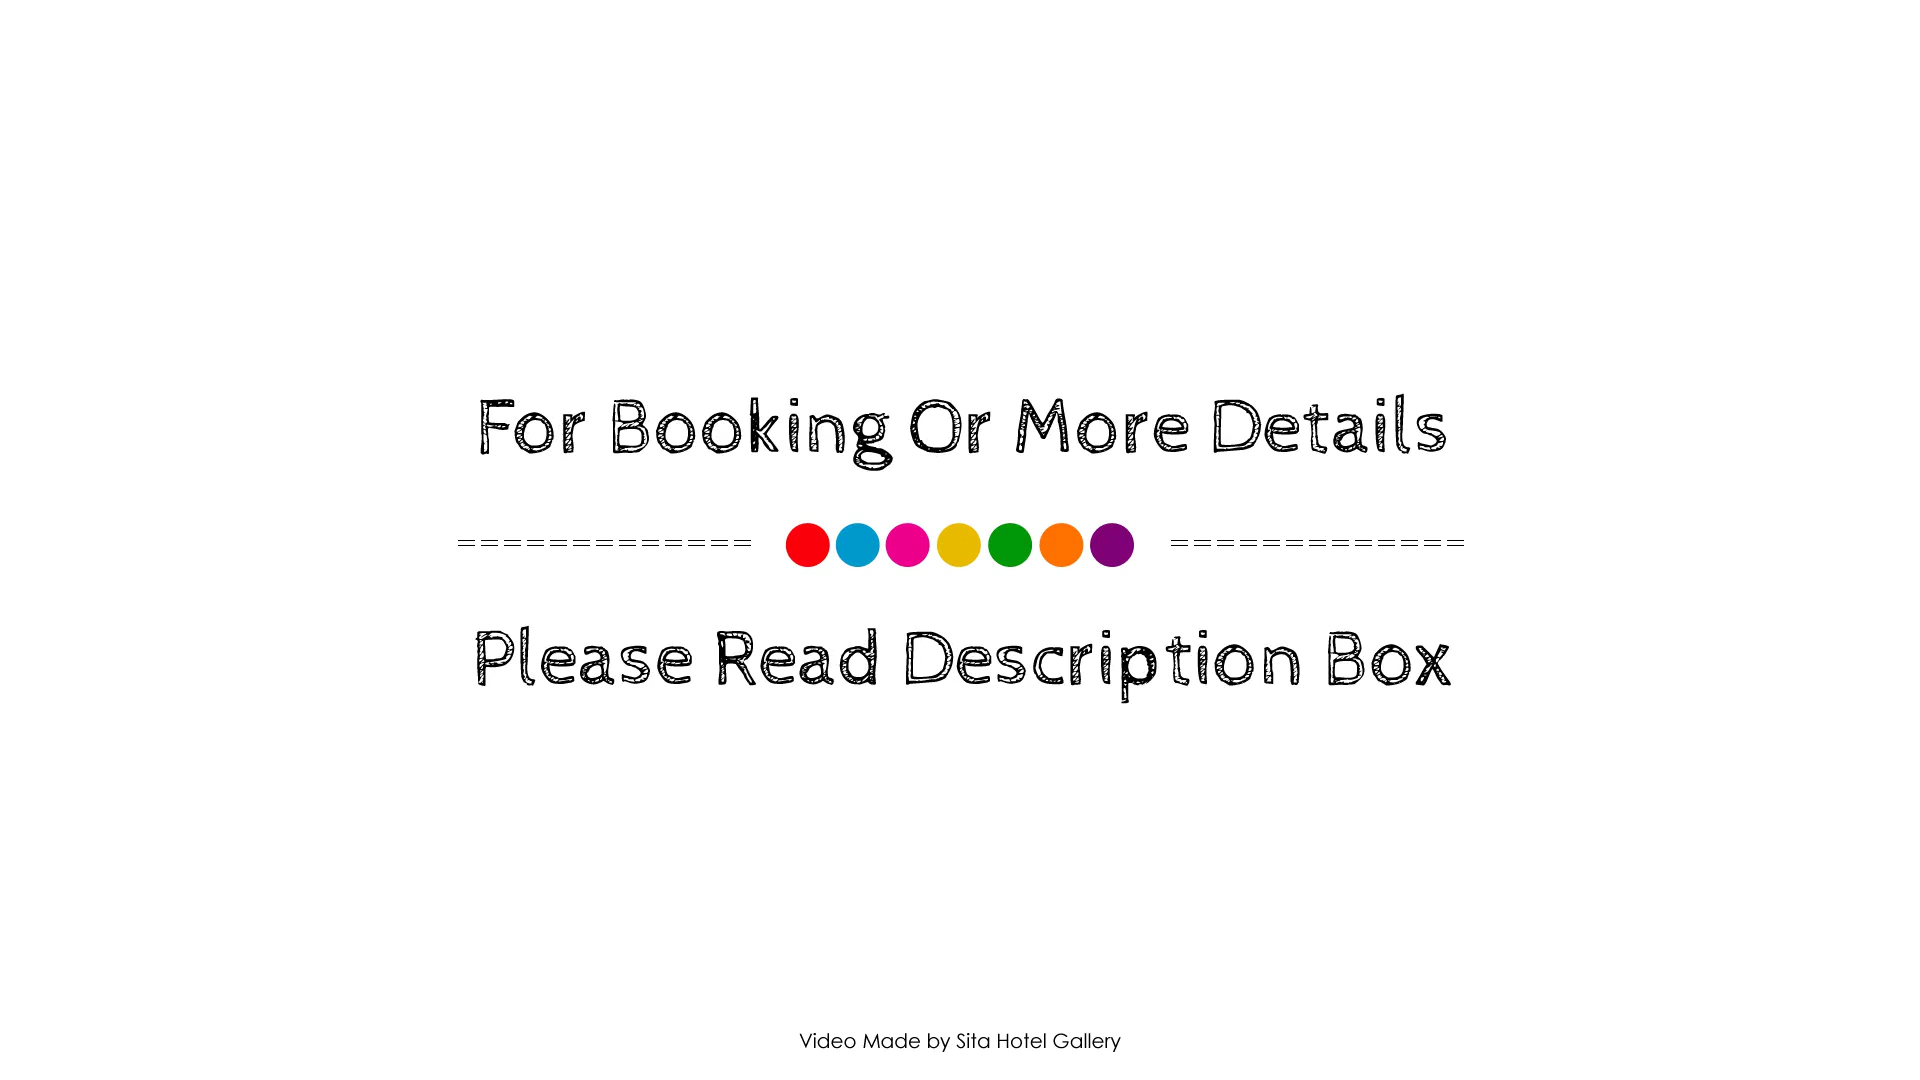 For Booking Or More Details
============= =============
Please Read Description Box
Video Made by Sita Hotel Gallery